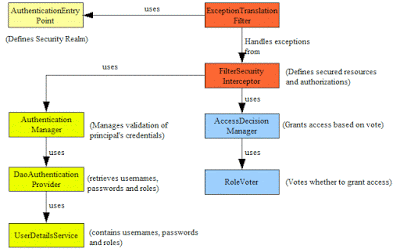 AuthenticationEntry
Point
uses
ExceptionTranslation
Filter
(Defines Security Realm)
Handles exceptions
from
uses
FilterSecurity
Interceptor
(Defines secured resources
and authorizations)
uses
Authentication
Manager
(Manages validation of
principal's credentials)
AccessDecision
Manager
(Grants access based on vote)
uses
uses
DaoAuthentication
Provider
(retrieves usernames,
passwords and roles)
RoleVoter
(Votes whether to grant access)
uses
UserDetailsService
(contains usernames, passwords
and roles)